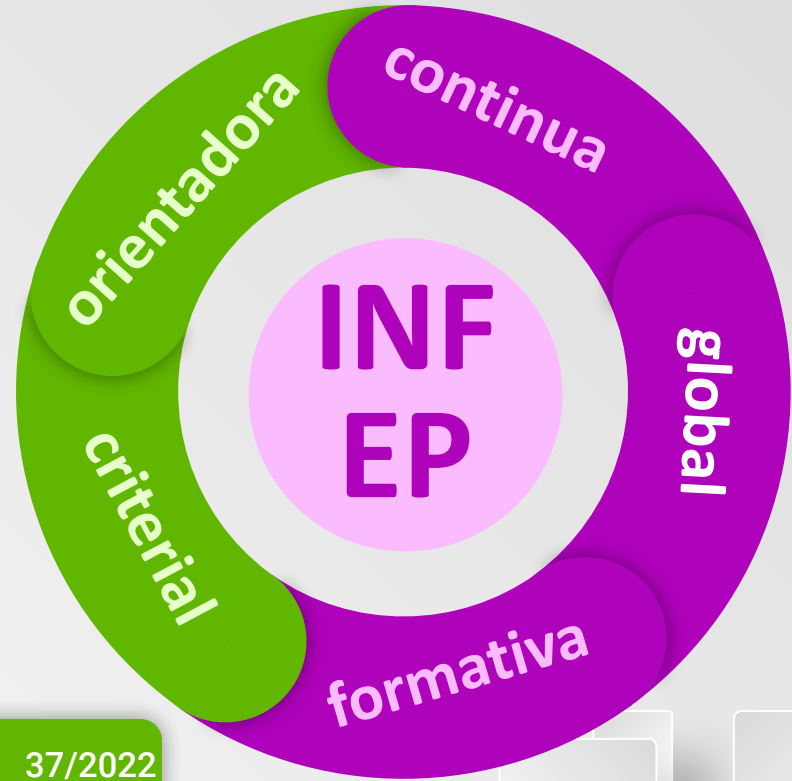 continua
global
formativa
criterial
orientadora
INF
EP
37/2022